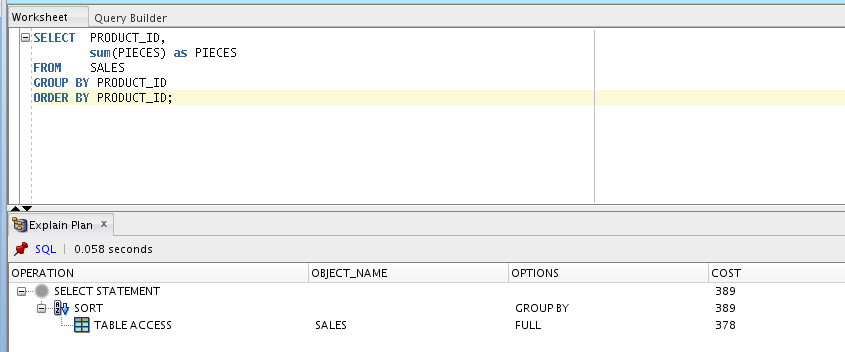 Worksheet Query Builder
SELECT PRODUCT_ID,
sum(PIECES) as PIECES
FROM SALES
GROUP BY PRODUCT_ID
ORDER BY PRODUCT_ID;
Explain Plan x
SQL | 0.058 seconds
OPERATION OBJECT_NAME OPTIONS COST
SELECT STATEMENT 389
SORT GROUP BY 389
TABLE ACCESS SALES FULL 378